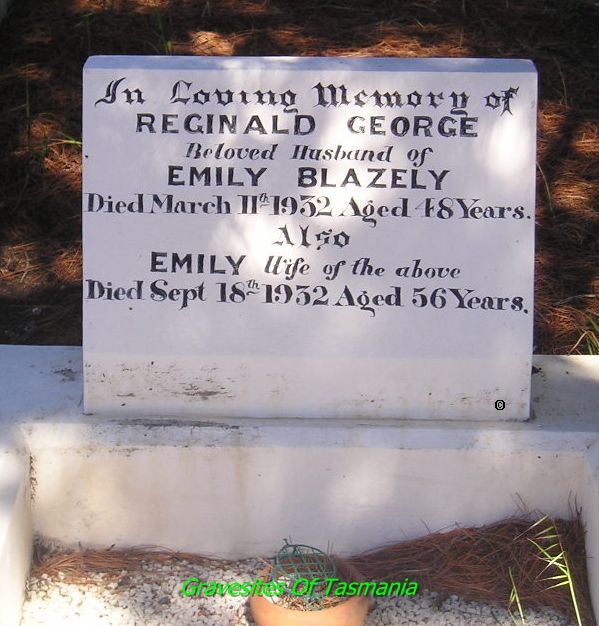 In Loving Memory of
REGINALD GEORGE
Beloved Husband of
EMILY BLAZELY
Died March 11th 1932 Aged 48 Years.
Also
EMILY Wife of the above
Died Sept 18th 1932 Aged 56 Years.
©
Gravesites Of Tasmania